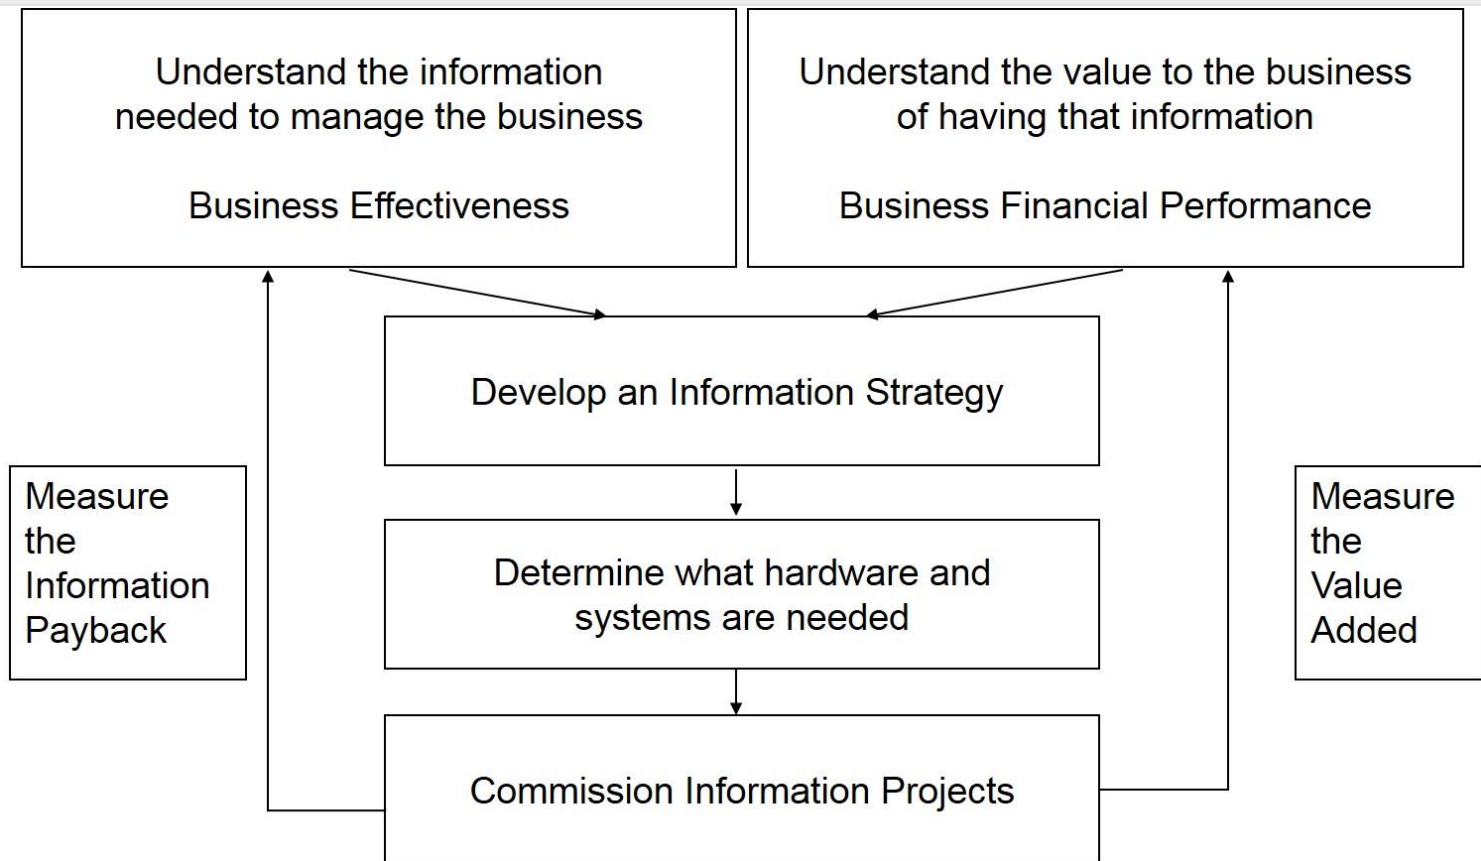 Understand the information
needed to manage the business
Business Effectiveness
Understand the value to the business
of having that information
Business Financial Performance
Develop an Information Strategy
Measure
the
Information
Payback
Determine what hardware and
systems are needed
Measure
the
Value
Added
Commission Information Projects